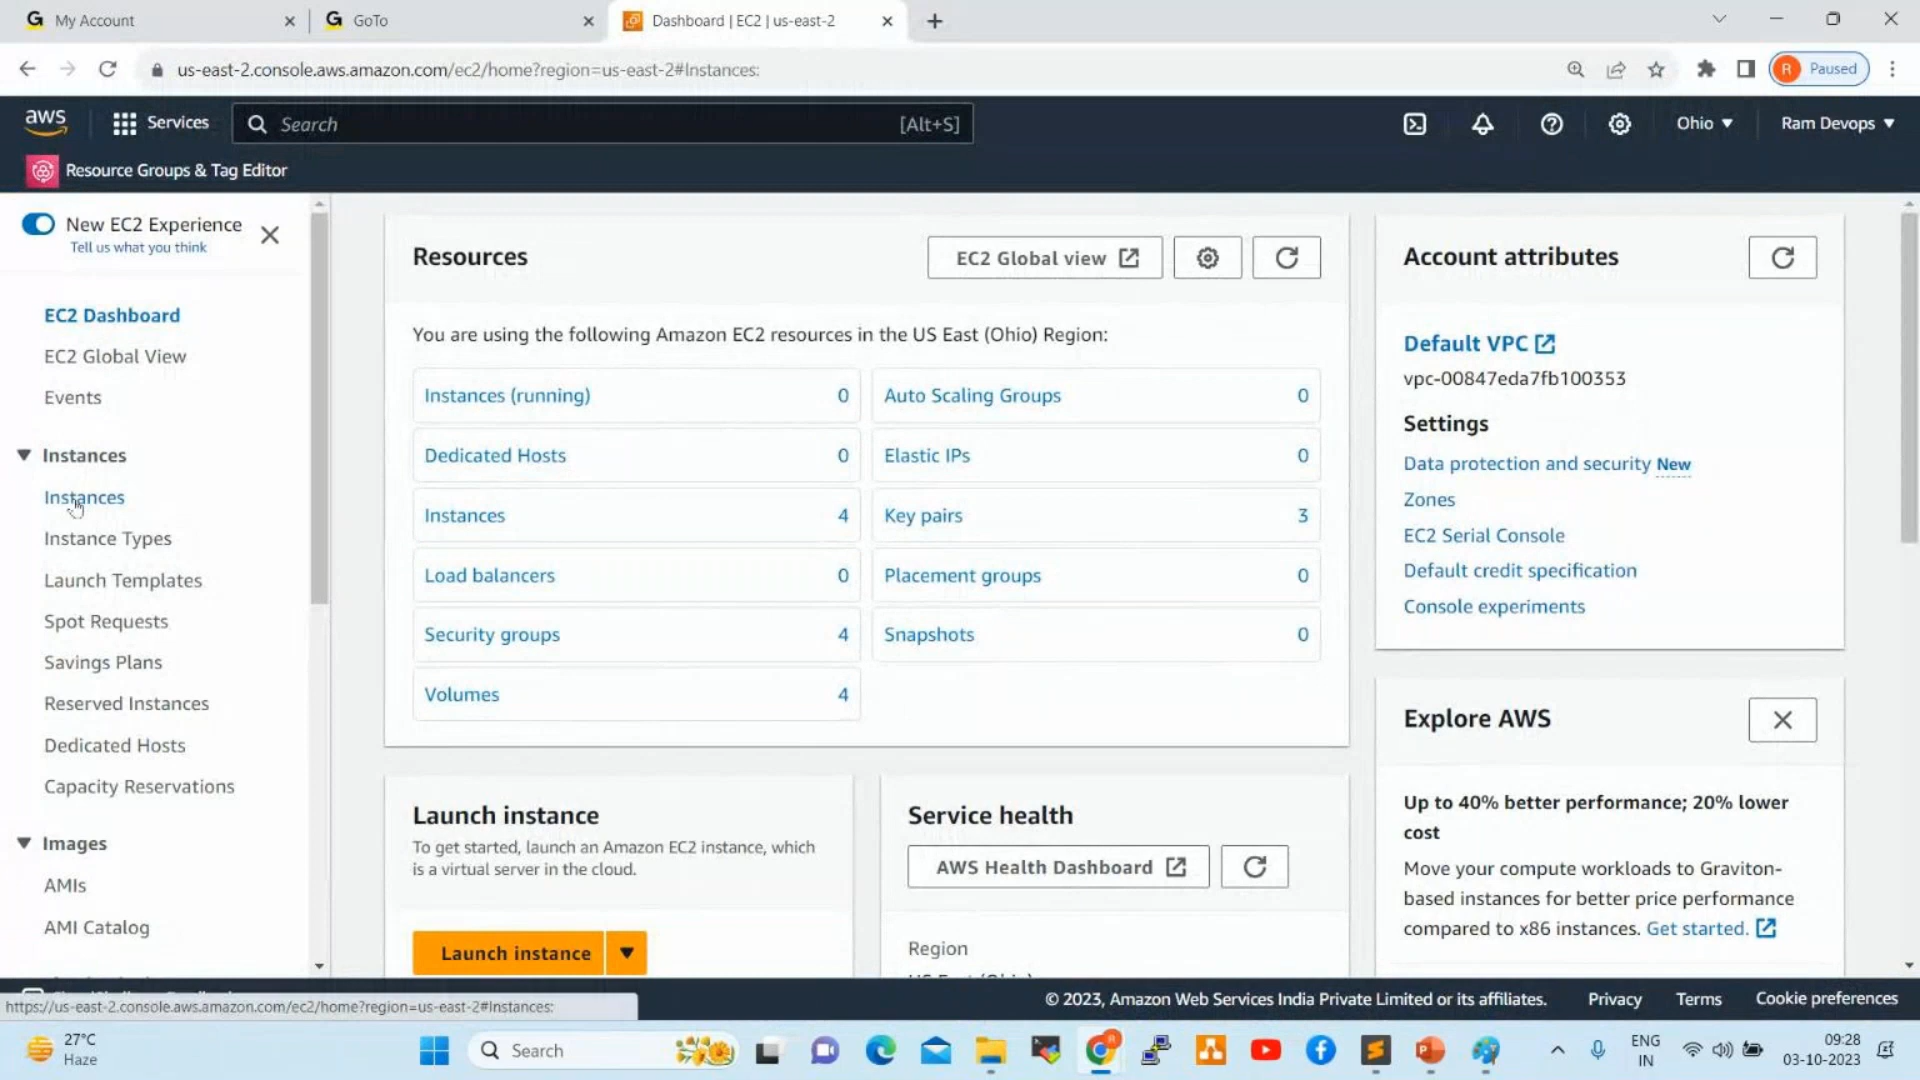 My Account
GoTo
Dashboard | EC2 | us-east-2
us-east-2.console.aws.amazon.com/ec2/home?region=us-east-2#Instances:
R Paused
aws
Services
Search
[Alt+S]
Ohio
Ram Devops
Resource Groups & Tag Editor
New EC2 Experience
Tell us what you think
EC2 Dashboard
EC2 Global View
Events
Instances
Instances
Instance Types
Launch Templates
Spot Requests
Savings Plans
Reserved Instances
Dedicated Hosts
Capacity Reservations
Images
AMIs
AMI Catalog
Resources
EC2 Global view
You are using the following Amazon EC2 resources in the US East (Ohio) Region:
Instances (running) 0
Auto Scaling Groups 0
Dedicated Hosts 0
Elastic IPs 0
Instances 4
Key pairs 3
Load balancers 0
Placement groups 0
Security groups 4
Snapshots 0
Volumes 4
Launch instance
To get started, launch an Amazon EC2 instance, which
is a virtual server in the cloud.
Launch instance
Service health
AWS Health Dashboard
Region
Account attributes
Default VPC
vpc-00847eda7fb100353
Settings
Data protection and security New
Zones
EC2 Serial Console
Default credit specification
Console experiments
Explore AWS
Up to 40% better performance; 20% lower
cost
Move your compute workloads to Graviton-
based instances for better price performance
compared to x86 instances. Get started.
https://us-east-2.console.aws.amazon.com/ec2/home?region=us-east-2#Instances:
© 2023, Amazon Web Services India Private Limited or its affiliates.
Privacy
Terms
Cookie preferences
27°C
Haze
Search
ENG
IN
09:28
03-10-2023